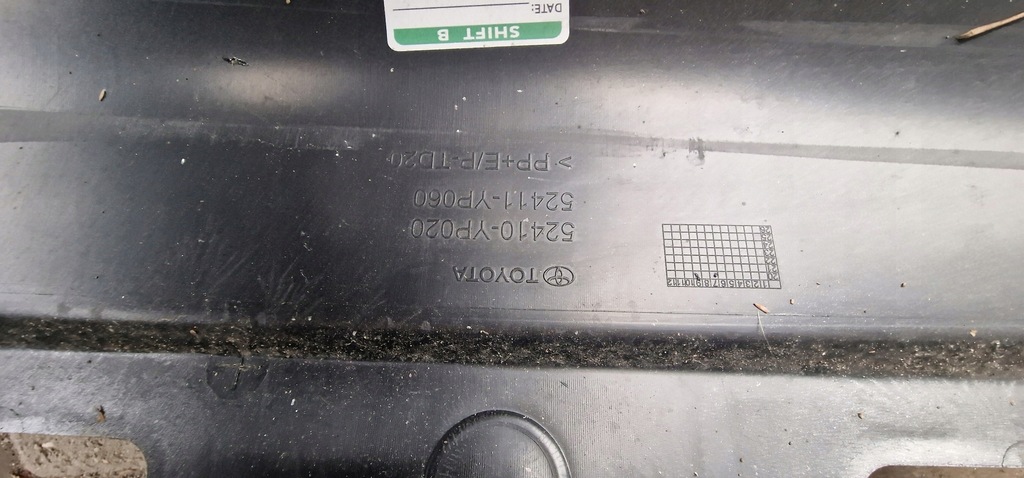 DATE:
SHIFT B
TOYOTA
52410-YP020
52411-YP060
>PP+E/P-TD20